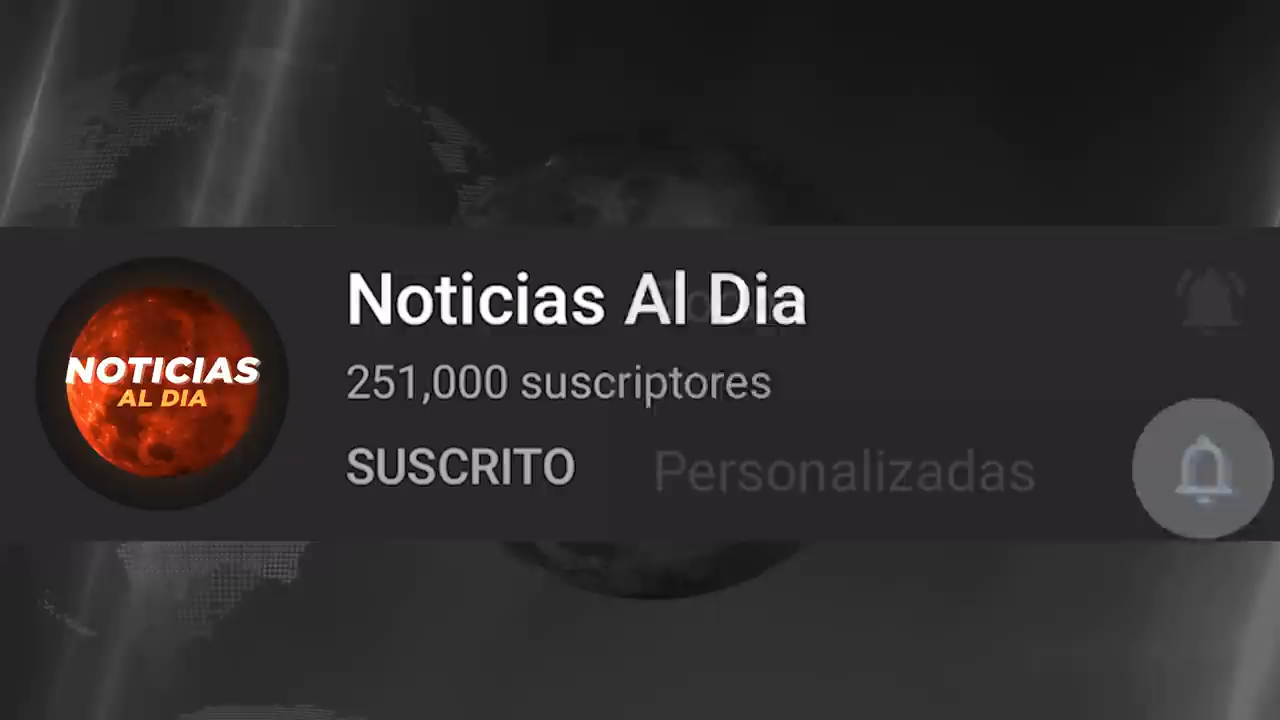 Noticias Al Dia
251,000 suscriptores
SUSCRITO
Personalizadas
NOTICIAS
AL DIA